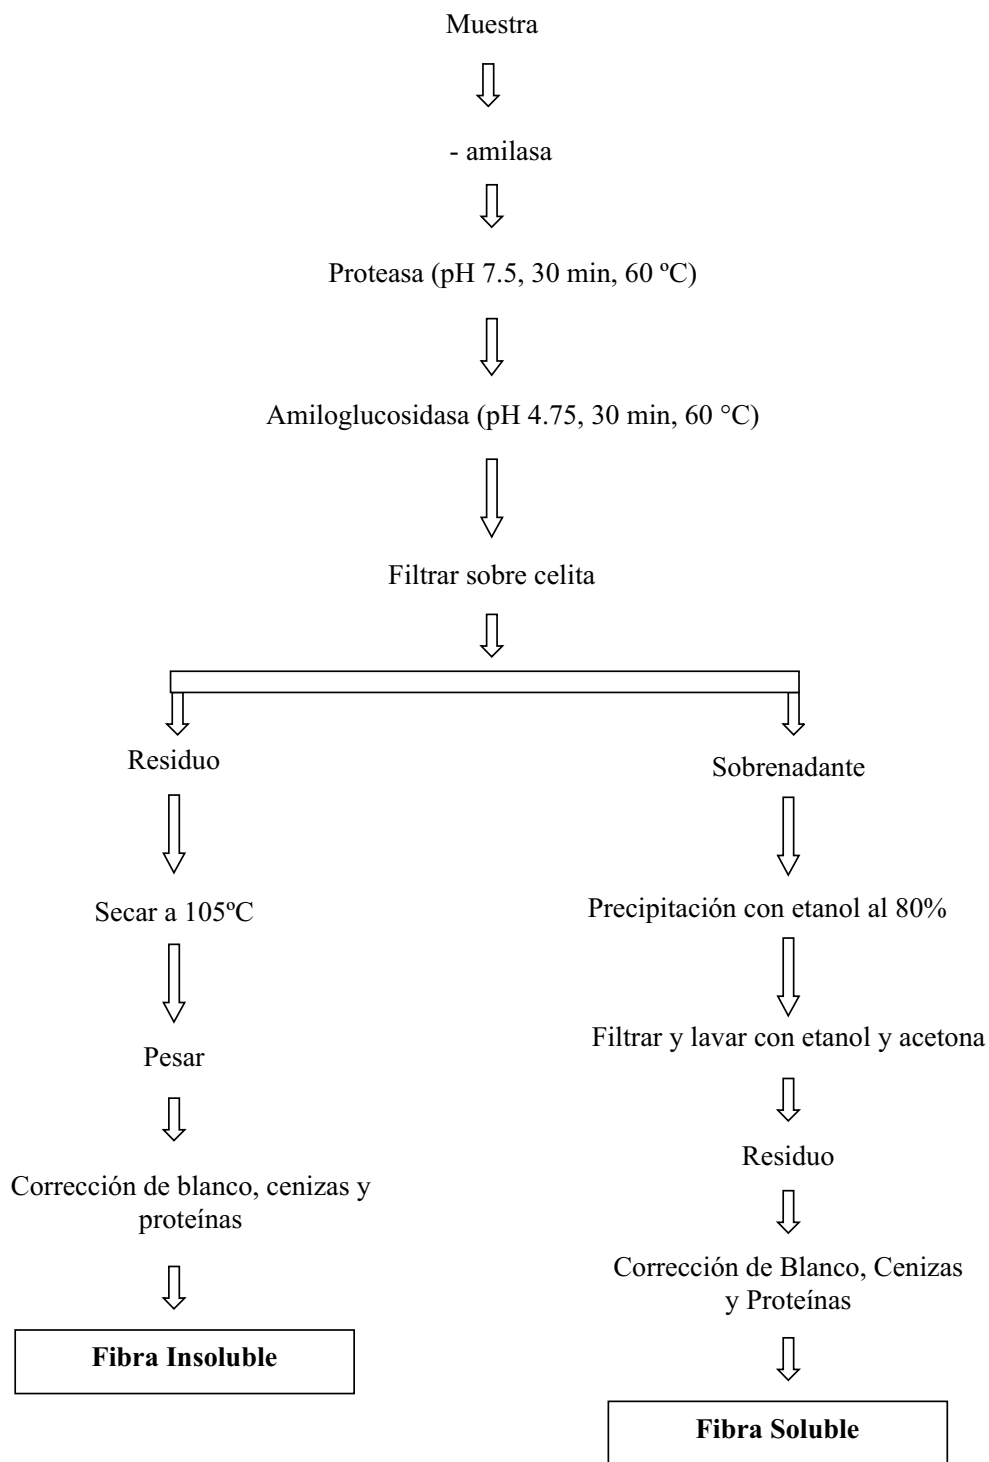 Muestra
- amilasa
Proteasa (pH 7.5, 30 min, 60 ºC)
Amiloglucosidasa (pH 4.75, 30 min, 60 °C)
Filtrar sobre celita
Residuo
Secar a 105ºC
Pesar
Corrección de blanco, cenizas y
proteínas
Fibra Insoluble
Sobrenadante
Precipitación con etanol al 80%
Filtrar y lavar con etanol y acetona
Residuo
Corrección de Blanco, Cenizas
y Proteínas
Fibra Soluble